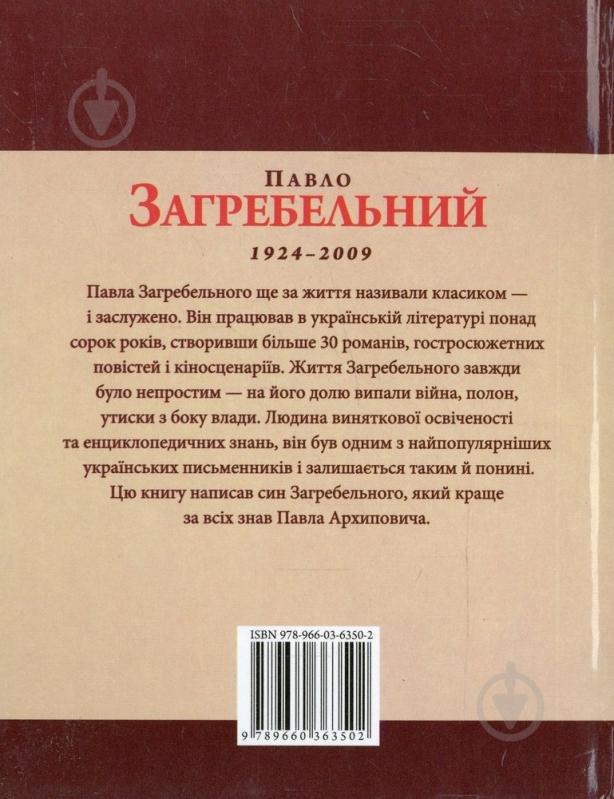 ПАВЛО
ЗАГРЕБЕЛЬНИЙ
1924–2009
Павла Загребельного ще за життя називали класиком —
і заслужено. Він працював в українській літературі понад
сорок років, створивши більше 30 романів, гостросюжетних
повістей і кіносценаріїв. Життя Загребельного завжди
було непростим — на його долю випали війна, полон,
утиски з боку влади. Людина виняткової освіченості
та енциклопедичних знань, він був одним з найпопулярніших
українських письменників і залишається таким й понині.
Цю книгу написав син Загребельного, який краще
за всіх знав Павла Архиповича.
ISBN 978-966-03-6350-2
9 789660 363502